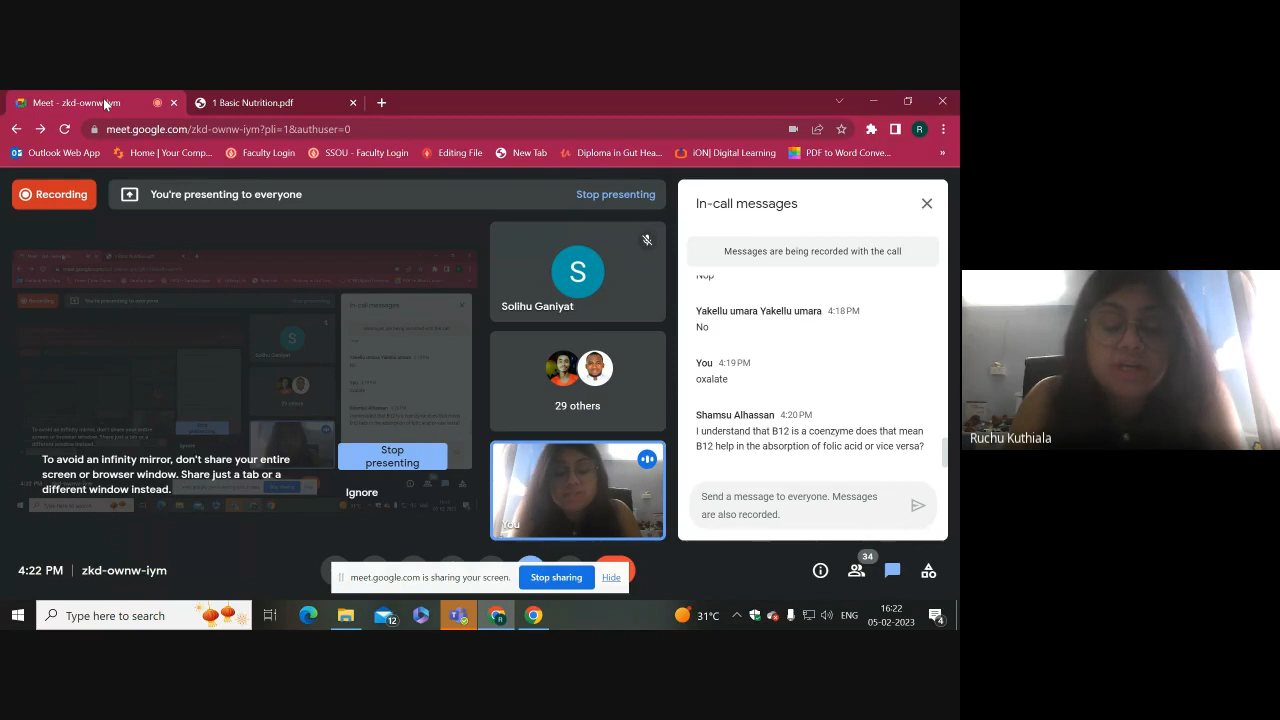 Meet - zkd-ownw-iym
1 Basic Nutrition.pdf
meet.google.com/zkd-ownw-iym?pli=1&authuser=0
R
Outlook Web App
Home | Your Comp...
Faculty Login
SSOU - Faculty Login
Editing File
New Tab
Diploma in Gut Hea...
iON| Digital Learning
PDF to Word Conve...
»
Recording
You're presenting to everyone
Stop presenting
S
Solihu Ganiyat
29 others
You
To avoid an infinity mirror, don't share your entire
screen or browser window. Share just a tab or a
different window instead.
Stop
presenting
Ignore
In-call messages
Messages are being recorded with the call
Nop
Yakellu umara Yakellu umara 4:18 PM
No
You 4:19 PM
oxalate
Shamsu Alhassan 4:20 PM
I understand that B12 is a coenzyme does that mean
B12 help in the absorption of folic acid or vice versa?
Send a message to everyone. Messages
are also recorded.
Ruchu Kuthiala
4:22 PM | zkd-ownw-iym
meet.google.com is sharing your screen.
Stop sharing
Hide
34
Type here to search
12
31°C
ENG
16:22
05-02-2023
4